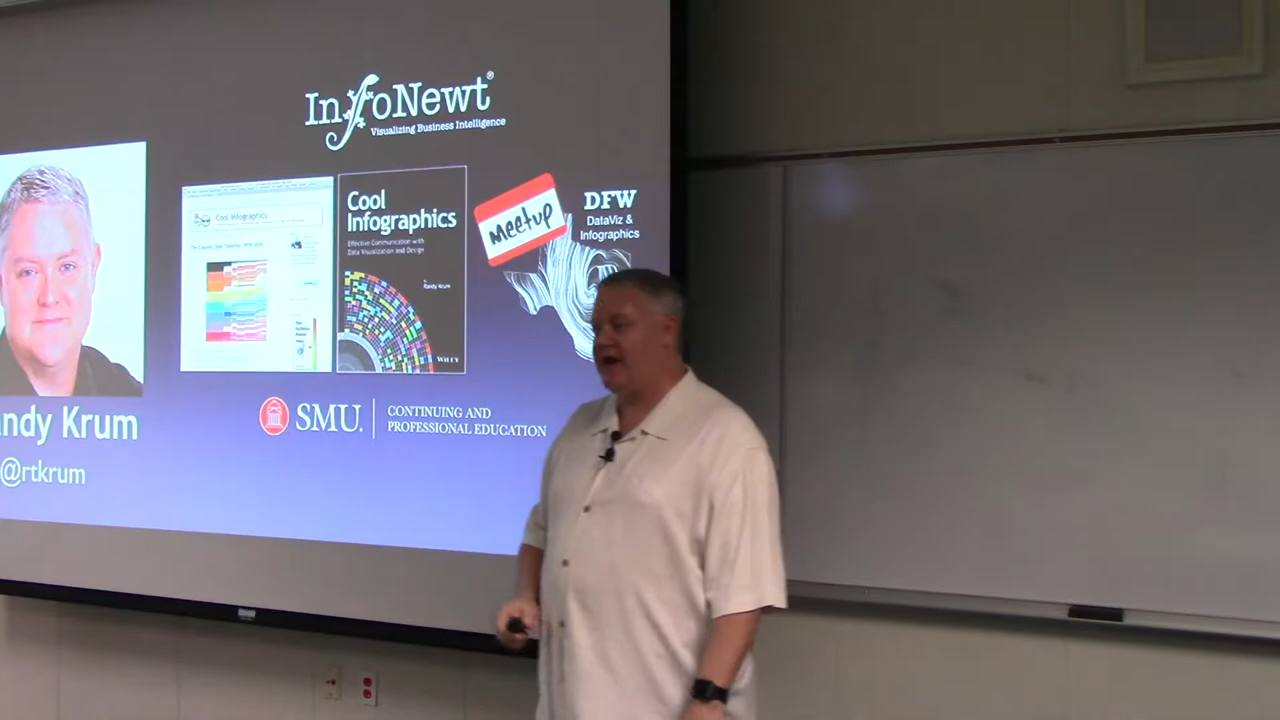 InfoNewt®
Visualizing Business Intelligence
Cool Infographics
Cool
Infographics
Effective Communication with
Data Visualization and Design
Randy Krum
WILEY
meetup
DFW
DataViz &
Infographics
andy Krum
@rtkrum
SMU.
CONTINUING AND
PROFESSIONAL EDUCATION